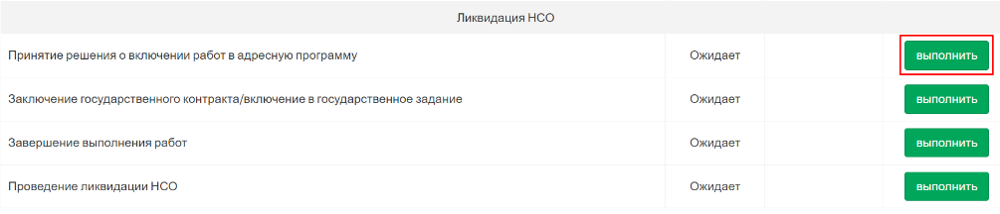 Ликвидация НСО
Принятие решения о включении работ в адресную программу Ожидает выполнить
Заключение государственного контракта/включение в государственное задание Ожидает выполнить
Завершение выполнения работ Ожидает выполнить
Проведение ликвидации НСО Ожидает выполнить